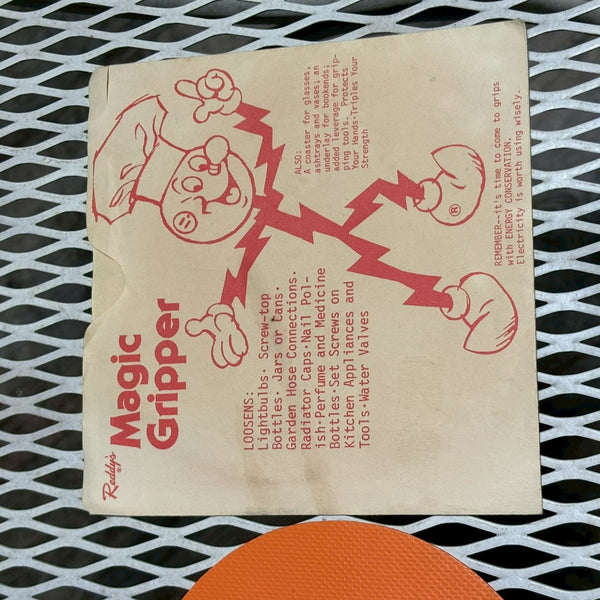 Reddy's ®
Magic
Gripper
LOOSENS:
Lightbulbs· Screw-top
Bottles· Jars or Cans·
Garden Hose Connections·
Radiator Caps·Nail Pol-
ish·Perfume and Medicine
Bottles·Set Screws on
Kitchen Appliances and
Tools·Water Valves
ALSO:
A coaster for glasses,
ashtrays and vases; an
underlay for bookends;
added leverage for grip-
ping tools. Protects
Your Hands-Triples Your
Strength
®
REMEMBER--it's time to come to grips
with ENERGY CONSERVATION.
Electricity is worth using wisely.